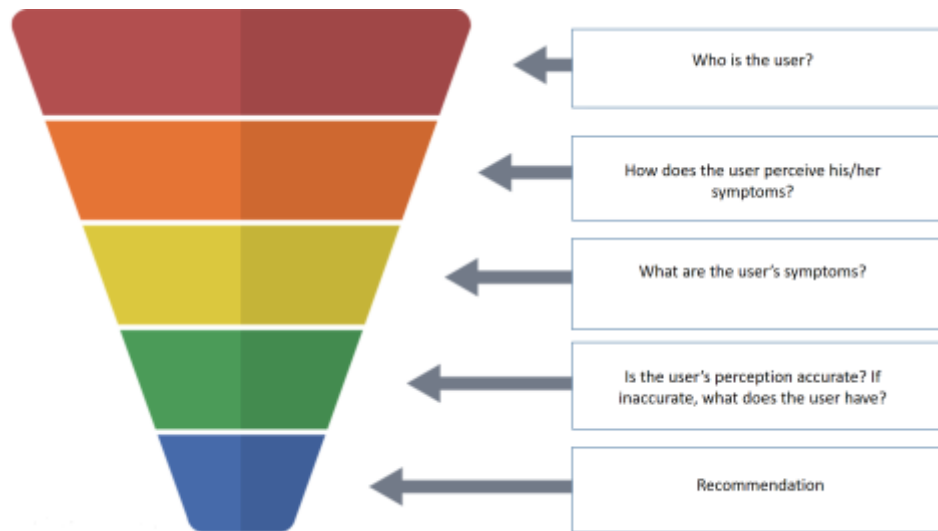 Who is the user?
How does the user perceive his/her
symptoms?
What are the user's symptoms?
Is the user's perception accurate? If
inaccurate, what does the user have?
Recommendation